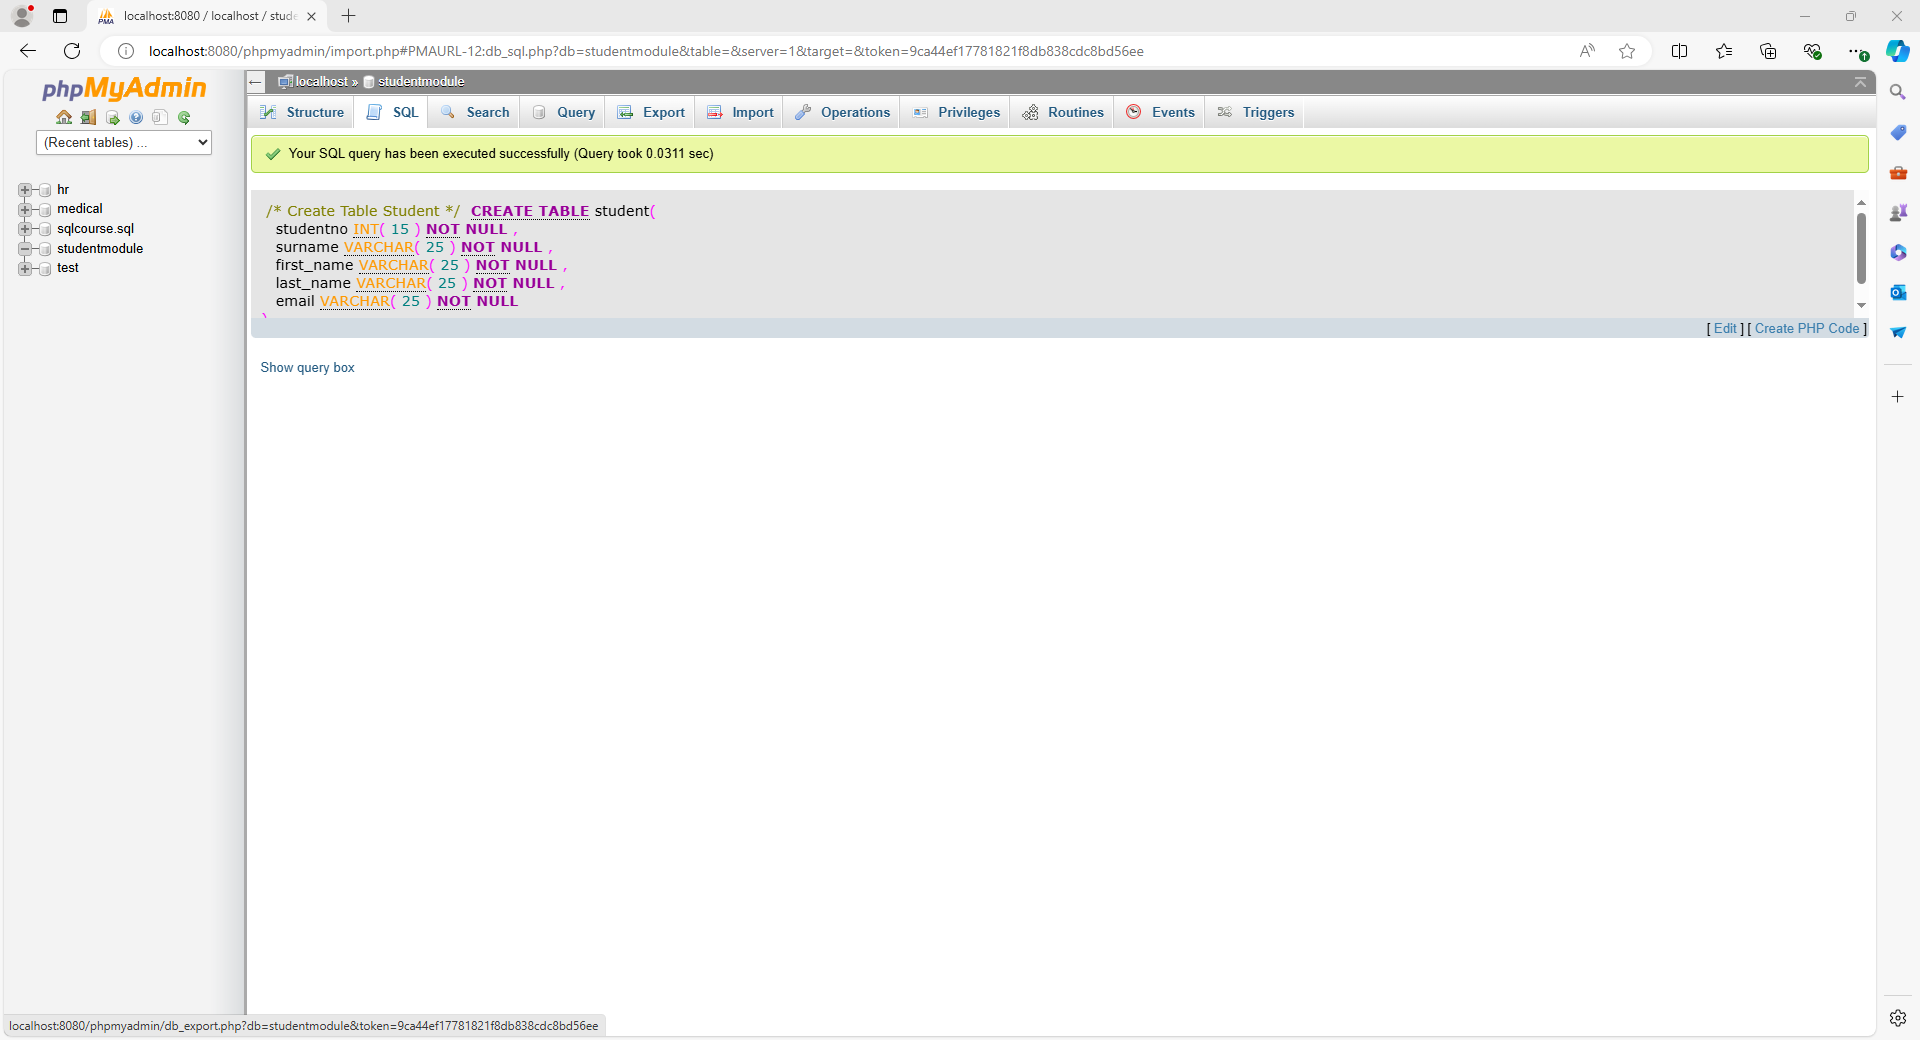 localhost:8080 / localhost / stude
localhost:8080/phpmyadmin/import.php#PMAURL-12:db_sql.php?db=studentmodule&table=&server=1&target=&token=9ca44ef17781821f8db838cdc8bd56ee
phpMyAdmin
(Recent tables) ...
hr
medical
sqlcourse.sql
studentmodule
test
localhost » studentmodule
Structure SQL Search Query Export Import Operations Privileges Routines Events Triggers
Your SQL query has been executed successfully (Query took 0.0311 sec)
/* Create Table Student */ CREATE TABLE student(
studentno INT( 15 ) NOT NULL ,
surname VARCHAR( 25 ) NOT NULL ,
first_name VARCHAR( 25 ) NOT NULL ,
last_name VARCHAR( 25 ) NOT NULL ,
email VARCHAR( 25 ) NOT NULL
)
[ Edit ] [ Create PHP Code ]
Show query box
localhost:8080/phpmyadmin/db_export.php?db=studentmodule&token=9ca44ef17781821f8db838cdc8bd56ee